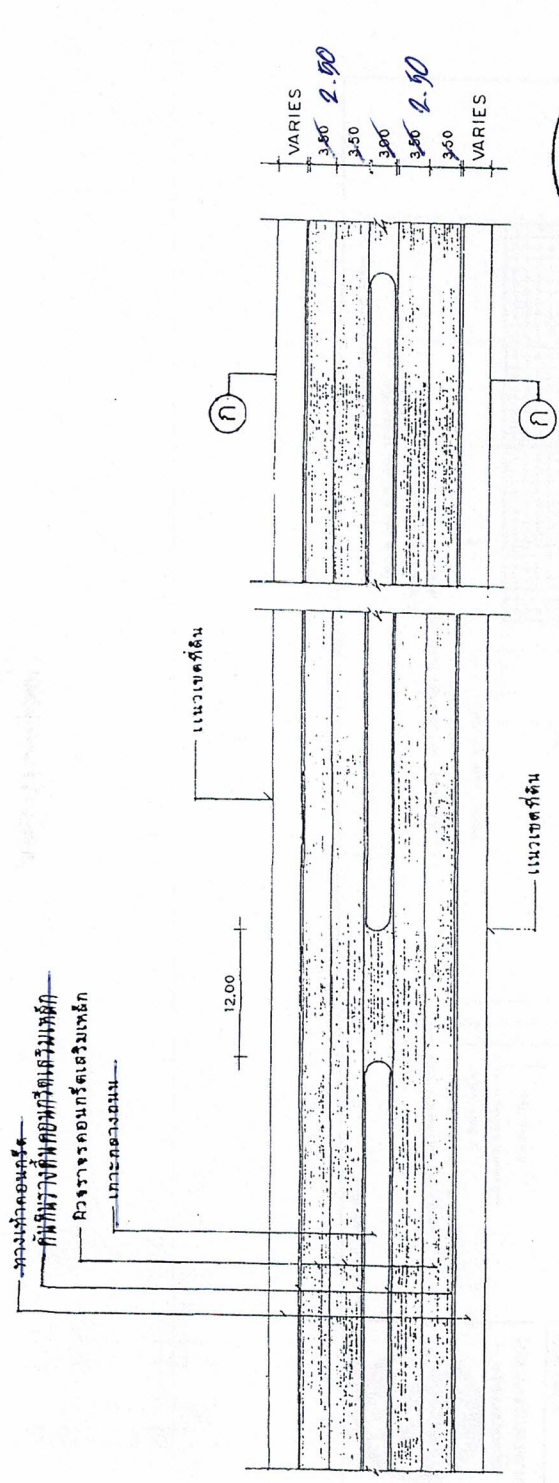 ทางเท้าคอนกรีต
คันหินรางตื้นคอนกรีตเสริมเหล็ก
ผิวจราจรคอนกรีตเสริมเหล็ก
เกาะกลางถนน
12.00
แนวเขตที่ดิน
แนวเขตที่ดิน
ก
ก
VARIES
3.50 2.50
3.50
3.00
3.50 2.50
3.50
VARIES